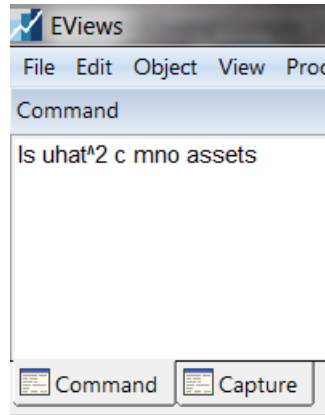 EViews
File Edit Object View Proc
Command
ls uhat^2 c mno assets
Command Capture